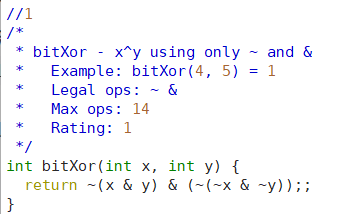 //1
/*
 * bitXor - x^y using only ~ and &
 *   Example: bitXor(4, 5) = 1
 *   Legal ops: ~ &
 *   Max ops: 14
 *   Rating: 1
 */
int bitXor(int x, int y) {
  return ~(x & y) & (~(~x & ~y));;
}